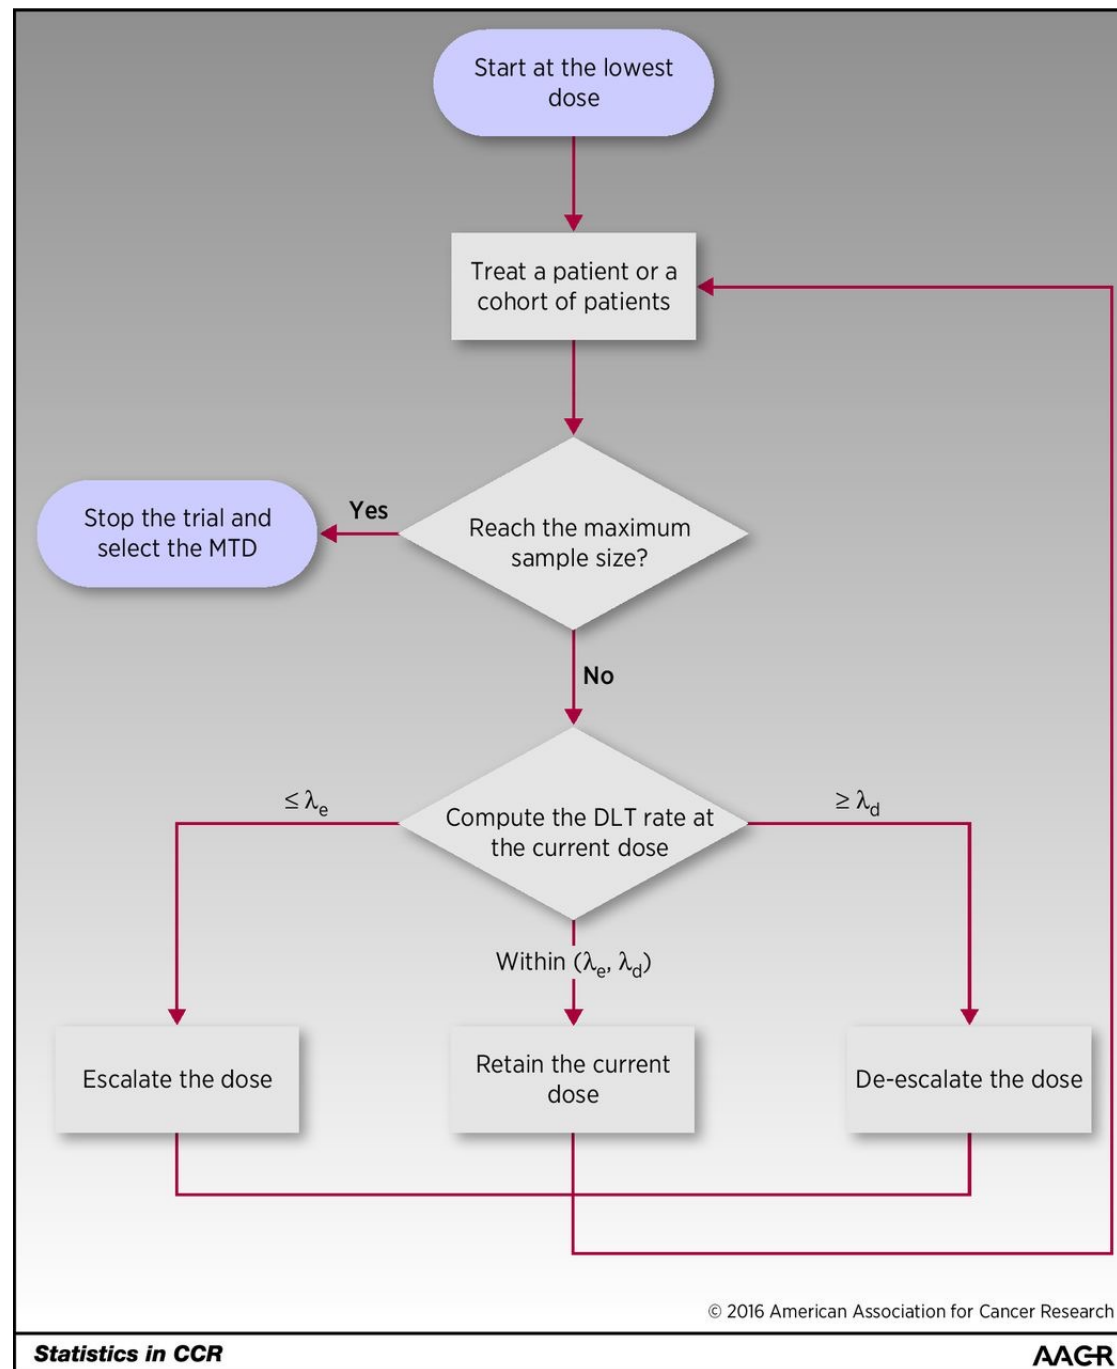 Start at the lowest
dose
Treat a patient or a
cohort of patients
Yes
Stop the trial and
select the MTD
Reach the maximum
sample size?
No
≤ λe
≥ λd
Compute the DLT rate at
the current dose
Within (λe, λd)
Escalate the dose
Retain the current
dose
De-escalate the dose
© 2016 American Association for Cancer Research
Statistics in CCR
AACR